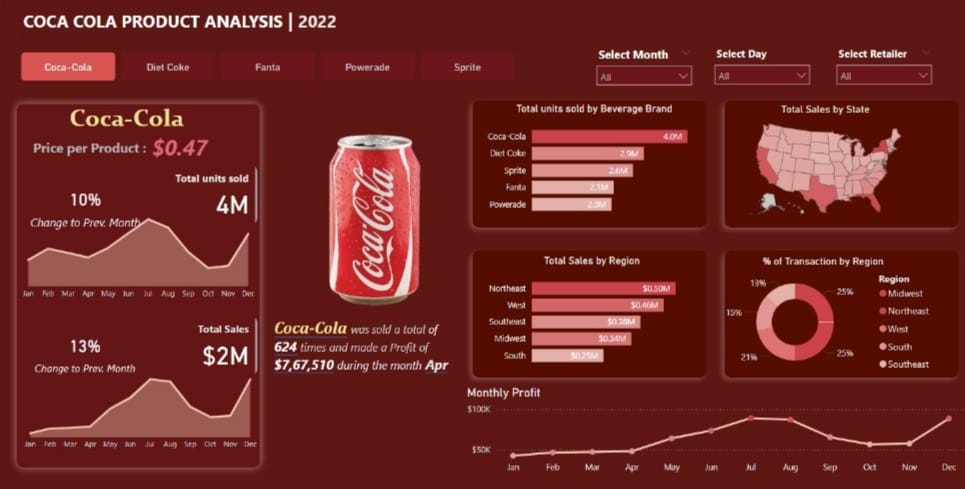 COCA COLA PRODUCT ANALYSIS | 2022
Coca-Cola
Diet Coke
Fanta
Powerade
Sprite
Select Month
All
Select Day
All
Select Retailer
All
Coca-Cola
Price per Product : $0.47
Total units sold
4M
10%
Change to Prev. Month
Jan Feb Mar Apr May Jun Jul Aug Sep Oct Nov Dec
Total Sales
$2M
13%
Change to Prev. Month
Jan Feb Mar Apr May Jun Jul Aug Sep Oct Nov Dec
Coca-Cola
Coca-Cola was sold a total of
624 times and made a Profit of
$7,67,510 during the month Apr
Total units sold by Beverage Brand
Coca-Cola 4.0M
Diet Coke 2.9M
Sprite 2.6M
Fanta 2.1M
Powerade 2.0M
Total Sales by State
Total Sales by Region
Northeast $0.50M
West $0.46M
Southeast $0.38M
Midwest $0.34M
South $0.25M
% of Transaction by Region
13%
25%
15%
21%
25%
Region
Midwest
Northeast
West
South
Southeast
Monthly Profit
$100K
$50K
Jan Feb Mar Apr May Jun Jul Aug Sep Oct Nov Dec